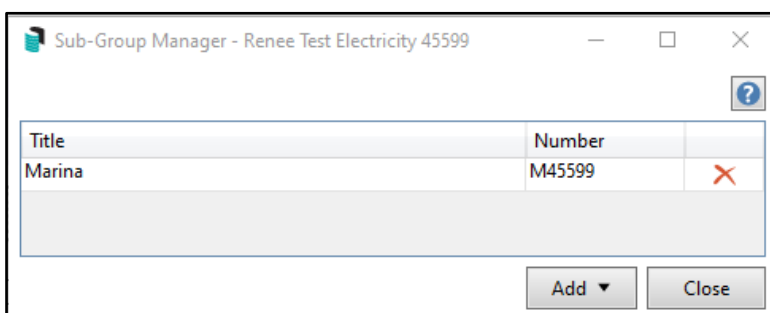 Sub-Group Manager - Renee Test Electricity 45599
?
Title Number
Marina M45599
Add Close